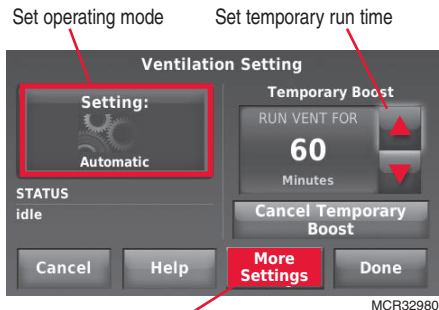 Set operating mode
Set temporary run time
Ventilation Setting
Setting:
Automatic
STATUS
idle
Temporary Boost
RUN VENT FOR
60
Minutes
Cancel Temporary
Boost
Cancel
Help
More
Settings
Done
MCR32980